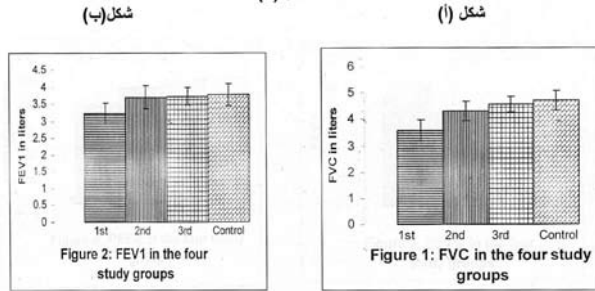 شكل (أ)
شكل(ب)
6
5
4
3
2
1
0
FVC in liters
1st 2nd 3rd Control
Figure 1: FVC in the four study
groups
4.5
4
3.5
3
2.5
2
1.5
1
0.5
0
FEV1 in liters
1st 2nd 3rd Control
Figure 2: FEV1 in the four
study groups